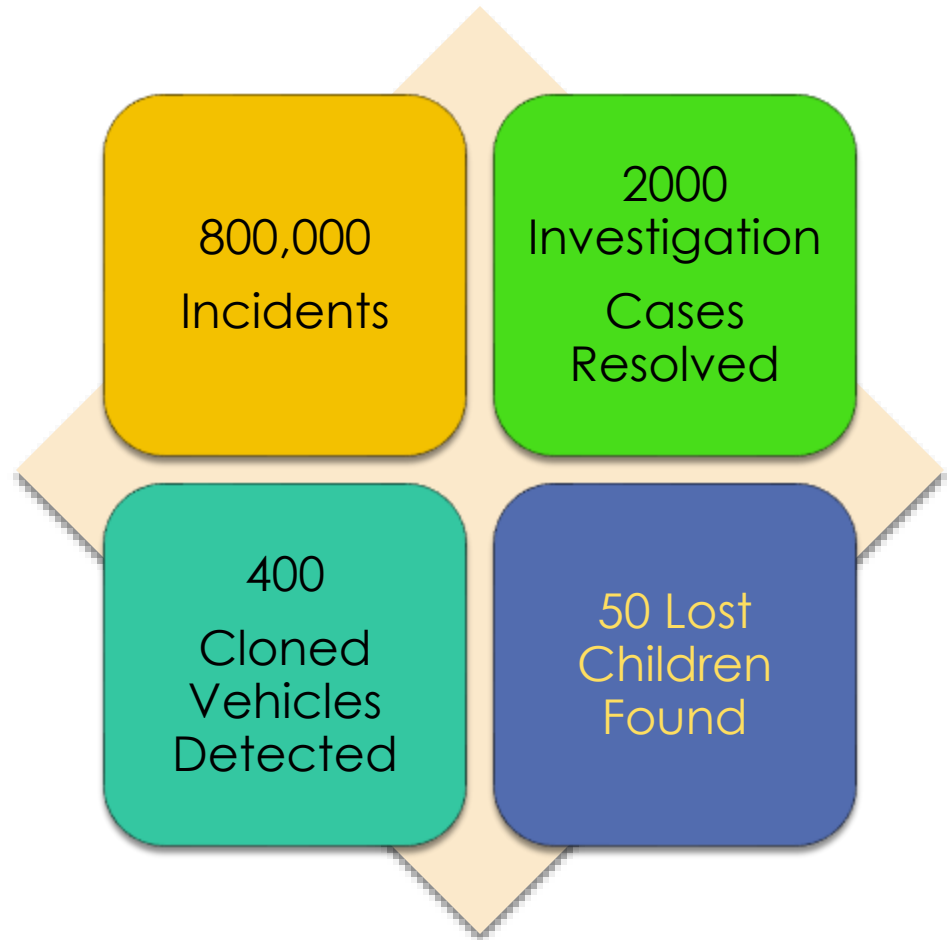 800,000
Incidents
2000
Investigation
Cases
Resolved
400
Cloned
Vehicles
Detected
50 Lost
Children
Found